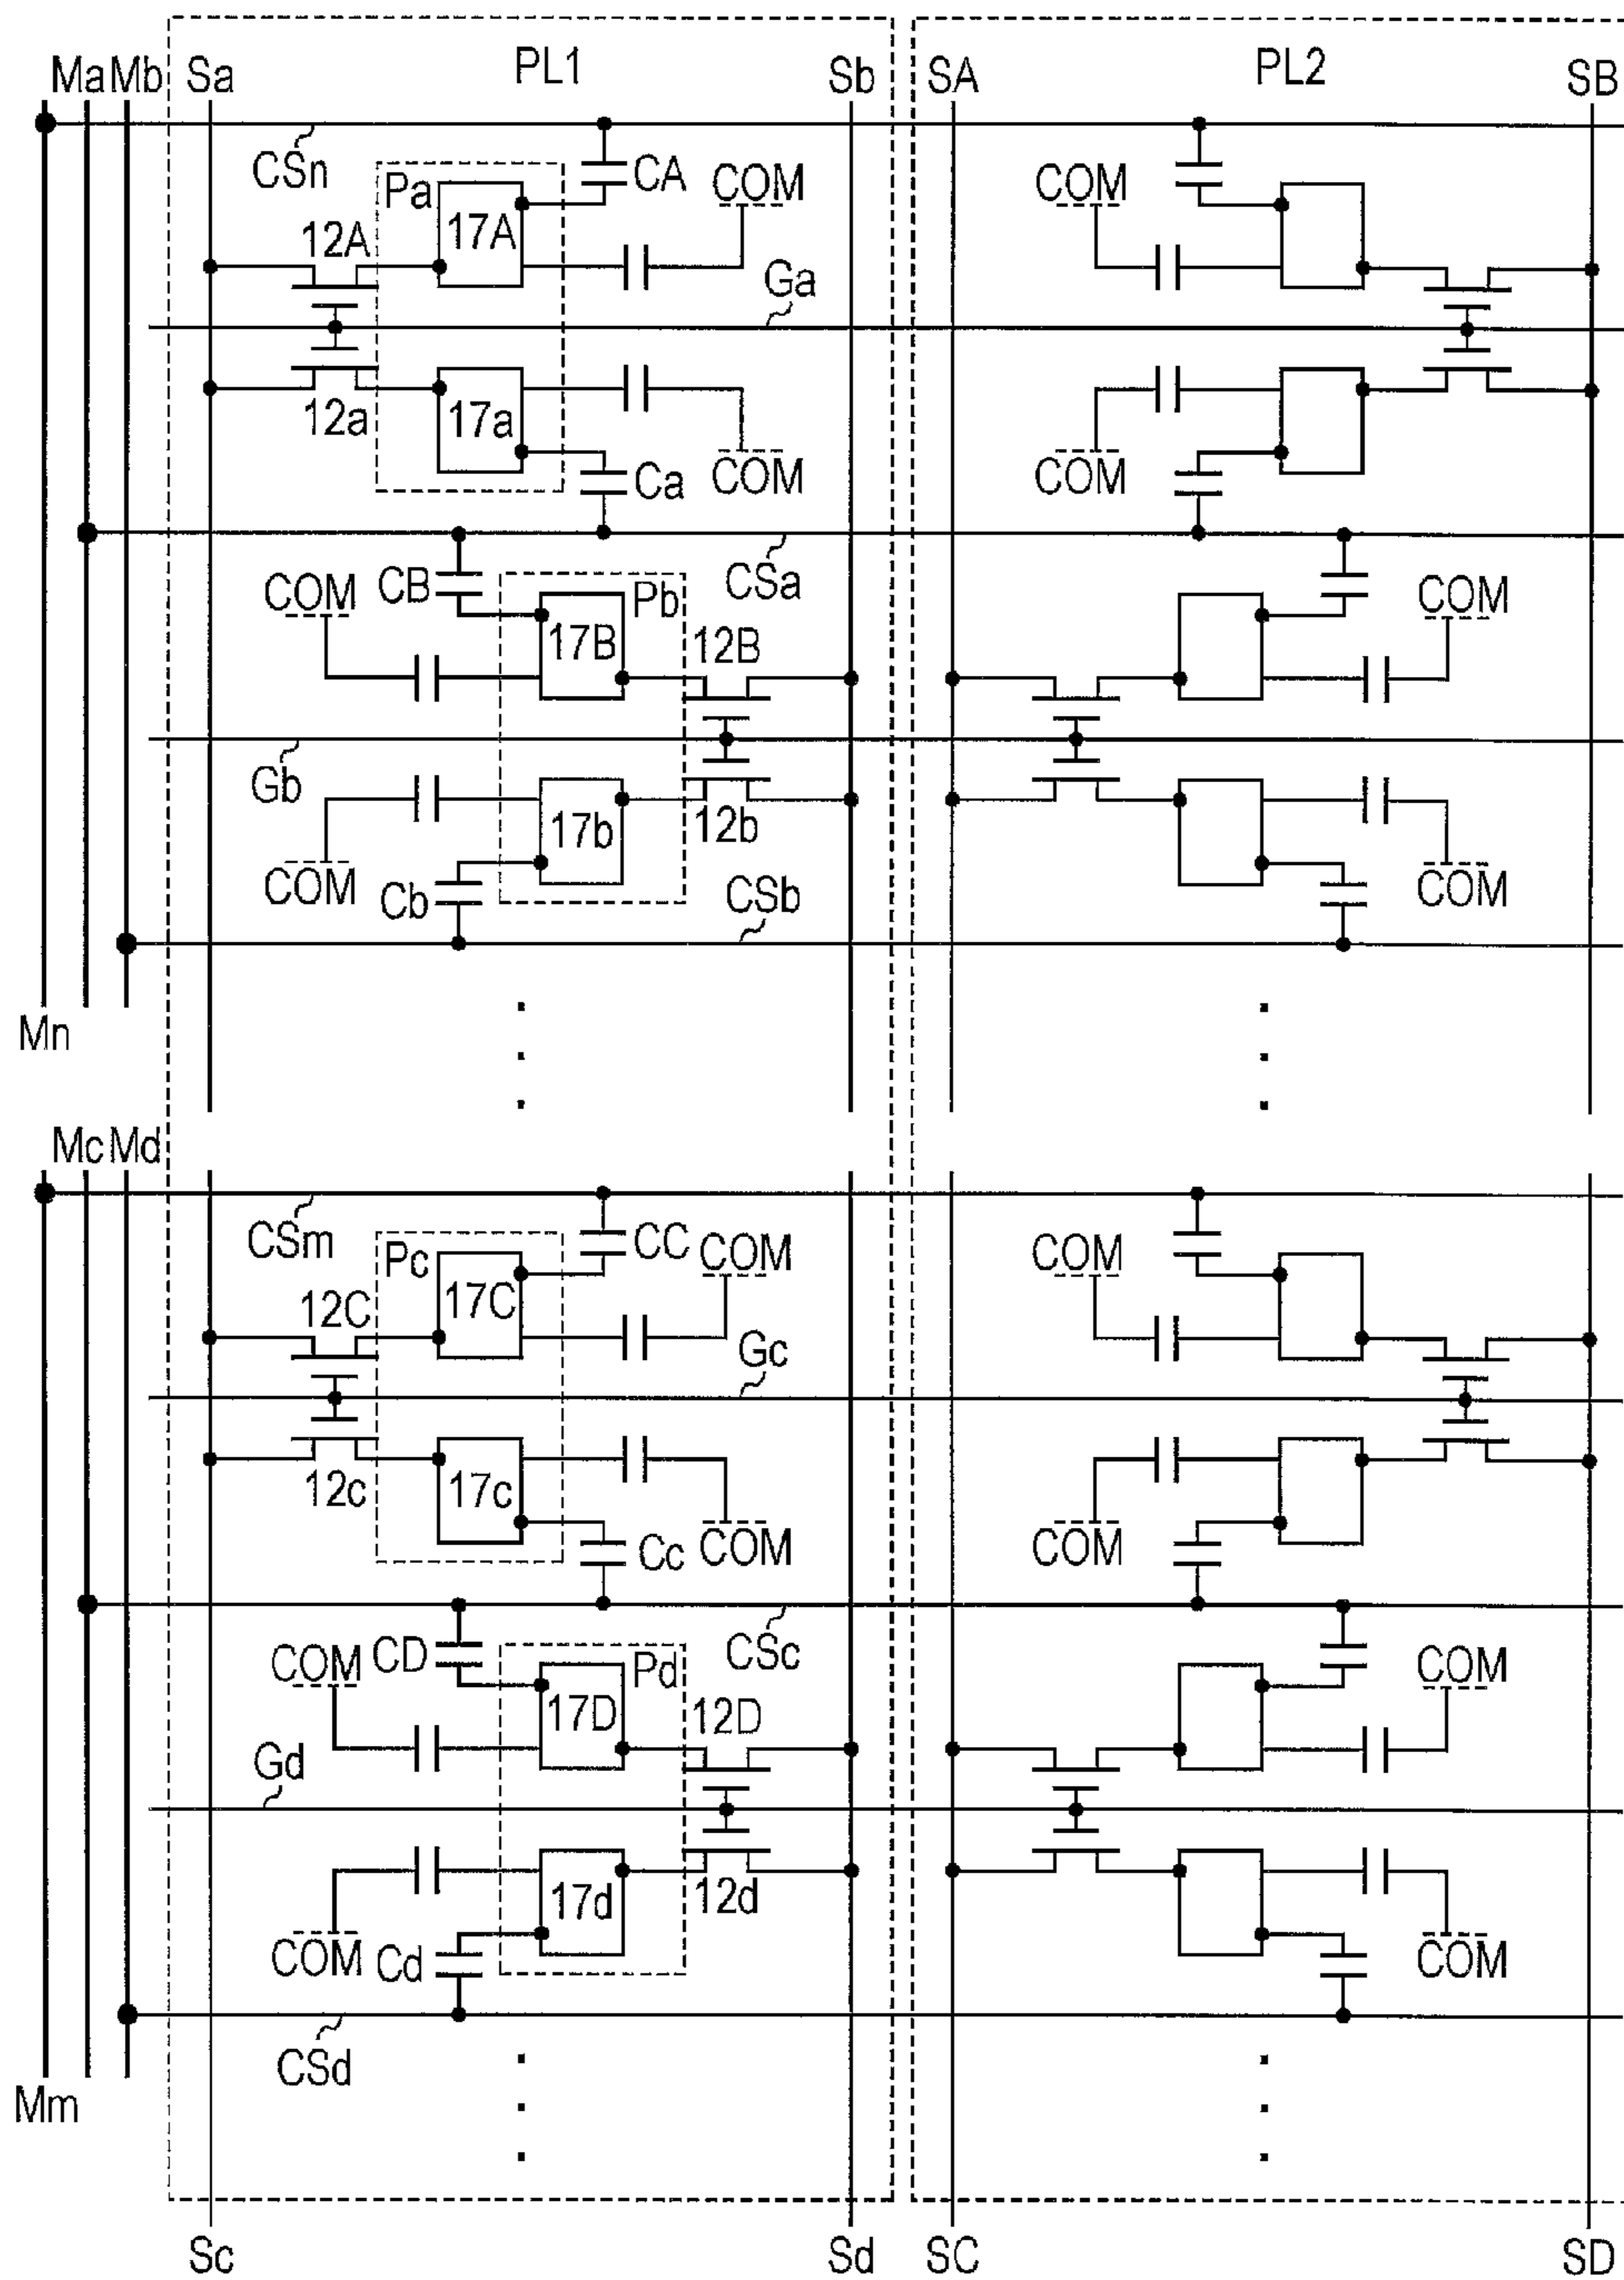 Ma Mb Sa PL1 Sb SA PL2 SB
CSn Pa 17A CA COM COM
12A
Ga
12a 17a Ca COM COM
CSa
COM CB 17B Pb 12B COM
Gb 17b 12b
COM Cb CSb COM
Mn
Mc Md
CSm Pc 17C CC COM COM
12C
Gc
12c 17c Cc COM COM
CSc
COM CD 17D Pd 12D COM
Gd
17d 12d
COM Cd COM
CSd
Mm
Sc Sd SC SD